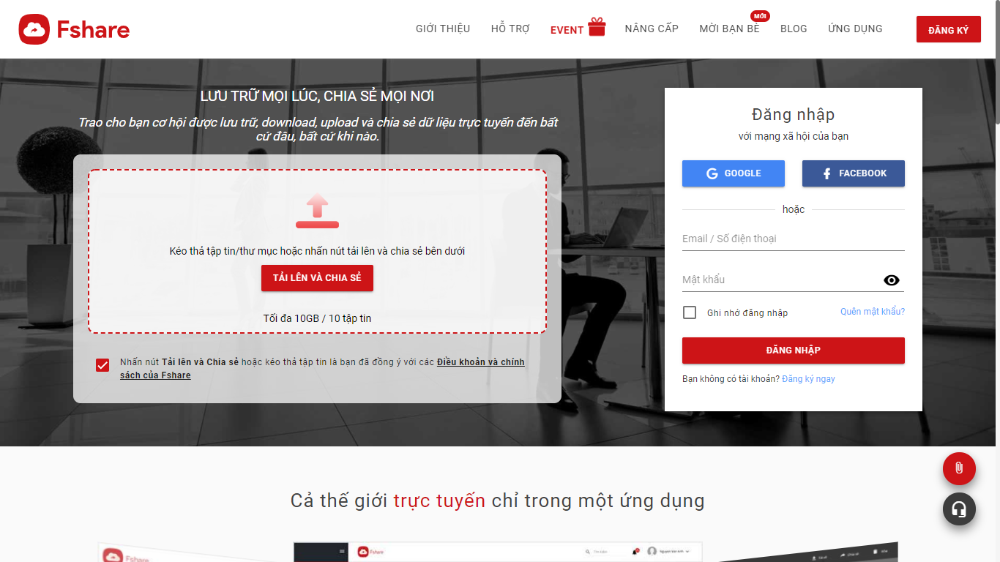 Fshare
GIỚI THIỆU
HỖ TRỢ
EVENT
NÂNG CẤP
MỜI BẠN BÈ
MỚI
BLOG
ỨNG DỤNG
ĐĂNG KÝ
LƯU TRỮ MỌI LÚC, CHIA SẺ MỌI NƠI
Trao cho bạn cơ hội được lưu trữ, download, upload và chia sẻ dữ liệu trực tuyến đến bất
cứ đâu, bất cứ khi nào.
Kéo thả tập tin/thư mục hoặc nhấn nút tải lên và chia sẻ bên dưới
TẢI LÊN VÀ CHIA SẺ
Tối đa 10GB / 10 tập tin
Nhấn nút Tải lên và Chia sẻ hoặc kéo thả tập tin là bạn đã đồng ý với các Điều khoản và chính
sách của Fshare
Đăng nhập
với mạng xã hội của bạn
GOOGLE
FACEBOOK
hoặc
Email / Số điện thoại
Mật khẩu
Ghi nhớ đăng nhập
Quên mật khẩu?
ĐĂNG NHẬP
Bạn không có tài khoản? Đăng ký ngay
Cả thế giới trực tuyến chỉ trong một ứng dụng
Fshare
Fshare